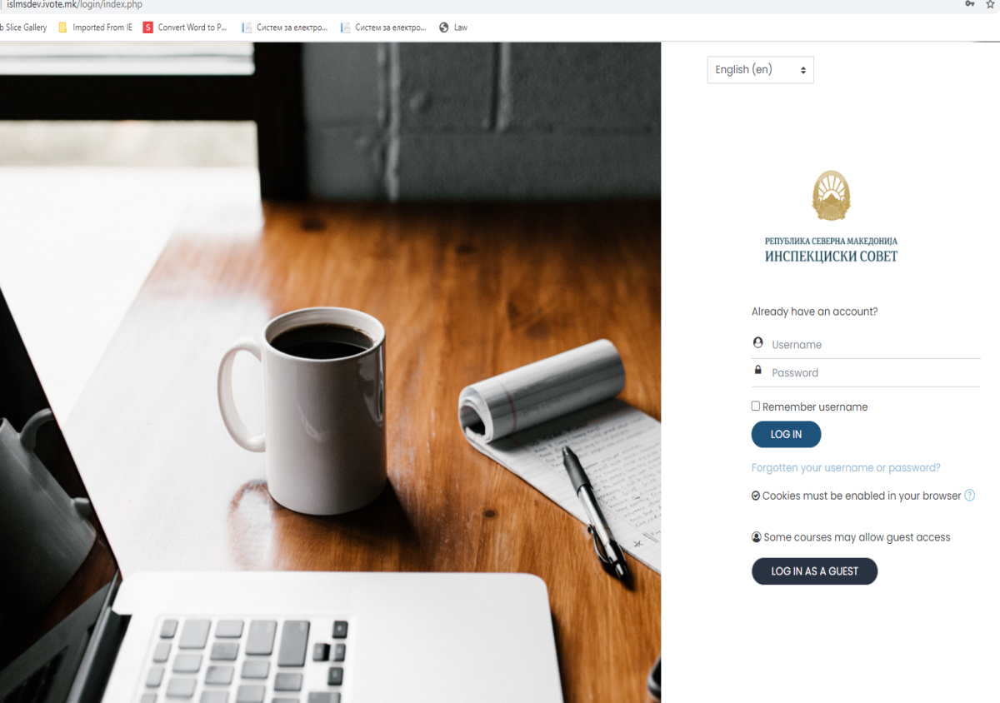 islmsdev.ivote.mk/login/index.php
b Slice Gallery
Imported From IE
S
Convert Word to P...
Систем за електро...
Систем за електро...
Law
English (en)
РЕПУБЛИКА СЕВЕРНА МАКЕДОНИЈА
ИНСПЕКЦИСКИ СОВЕТ
Already have an account?
Username
Password
Remember username
LOG IN
Forgotten your username or password?
Cookies must be enabled in your browser ?
Some courses may allow guest access
LOG IN AS A GUEST